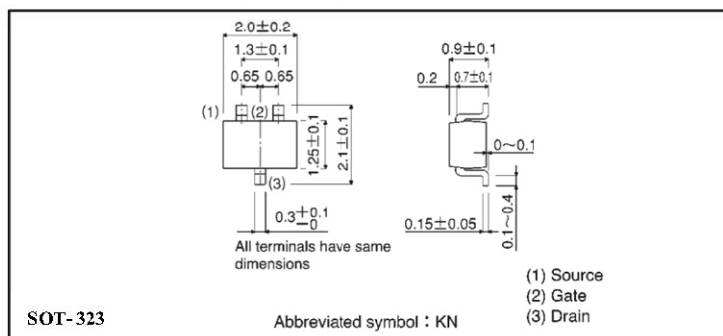 2.0±0.2
1.3±0.1
0.65 0.65
(1)
(2)
1.25±0.1
2.1±0.1
(3)
0.3 +0.1 −0
All terminals have same
dimensions
0.9±0.1
0.2
0.7±0.1
0~0.1
0.15±0.05
0.1~0.4
(1) Source
(2) Gate
(3) Drain
SOT-323
Abbreviated symbol : KN